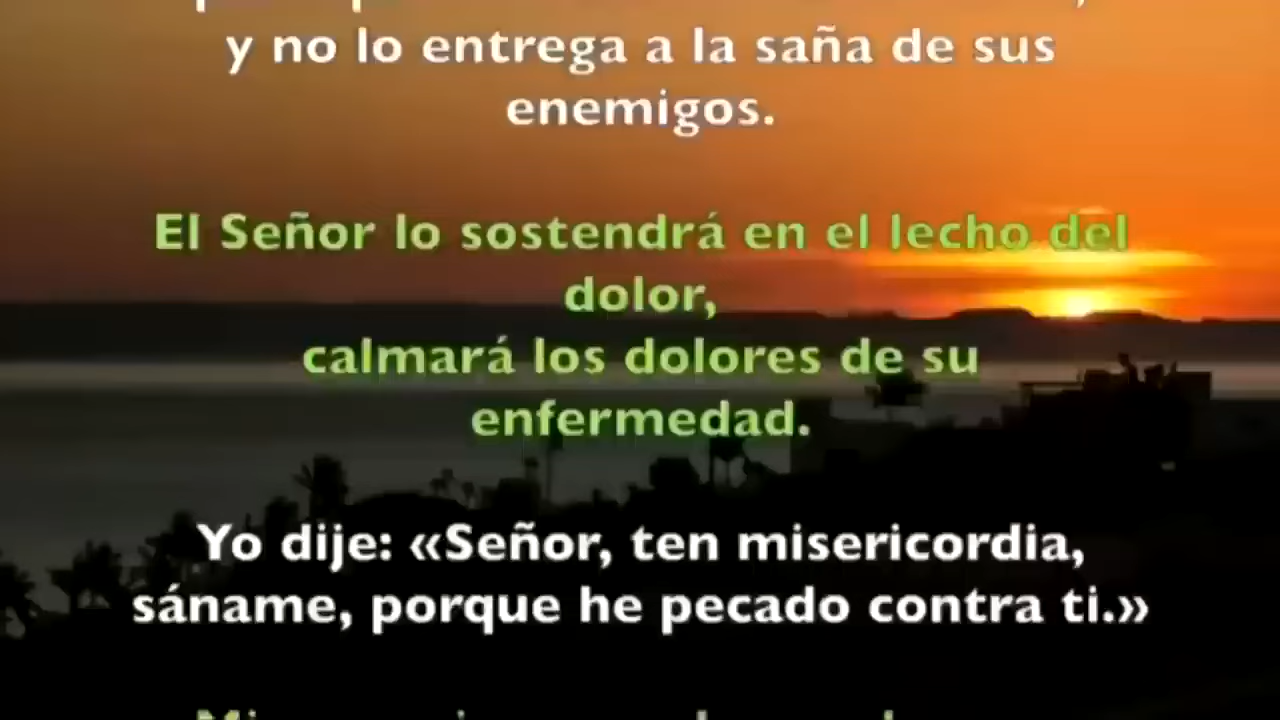 y no lo entrega a la saña de sus
enemigos.
El Señor lo sostendrá en el lecho del
dolor,
calmará los dolores de su
enfermedad.
Yo dije: «Señor, ten misericordia,
sáname, porque he pecado contra ti.»